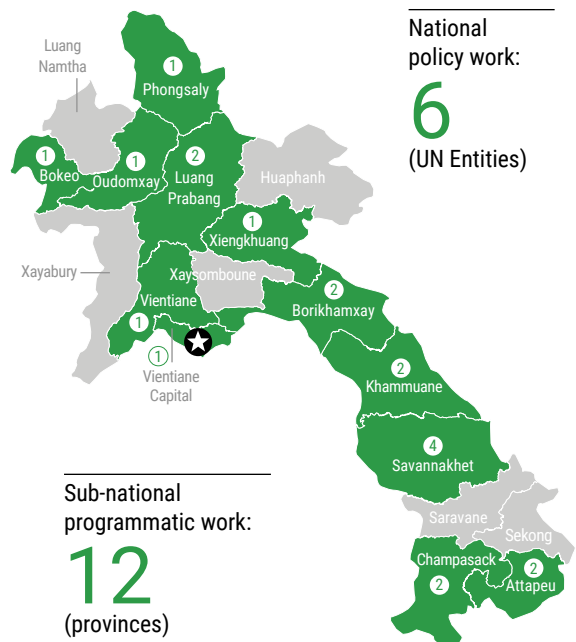 National
policy work:
6
(UN Entities)
Luang
Namtha
1
Phongsaly
1
Bokeo
1
Oudomxay
2
Luang
Prabang
Huaphanh
1
Xiengkhuang
Xayabury
Xaysomboune
Vientiane
1
2
Borikhamxay
1
Vientiane
Capital
2
Khammuane
4
Savannakhet
Sub-national
programmatic work:
12
(provinces)
Saravane
Sekong
Champasack
2
2
Attapeu